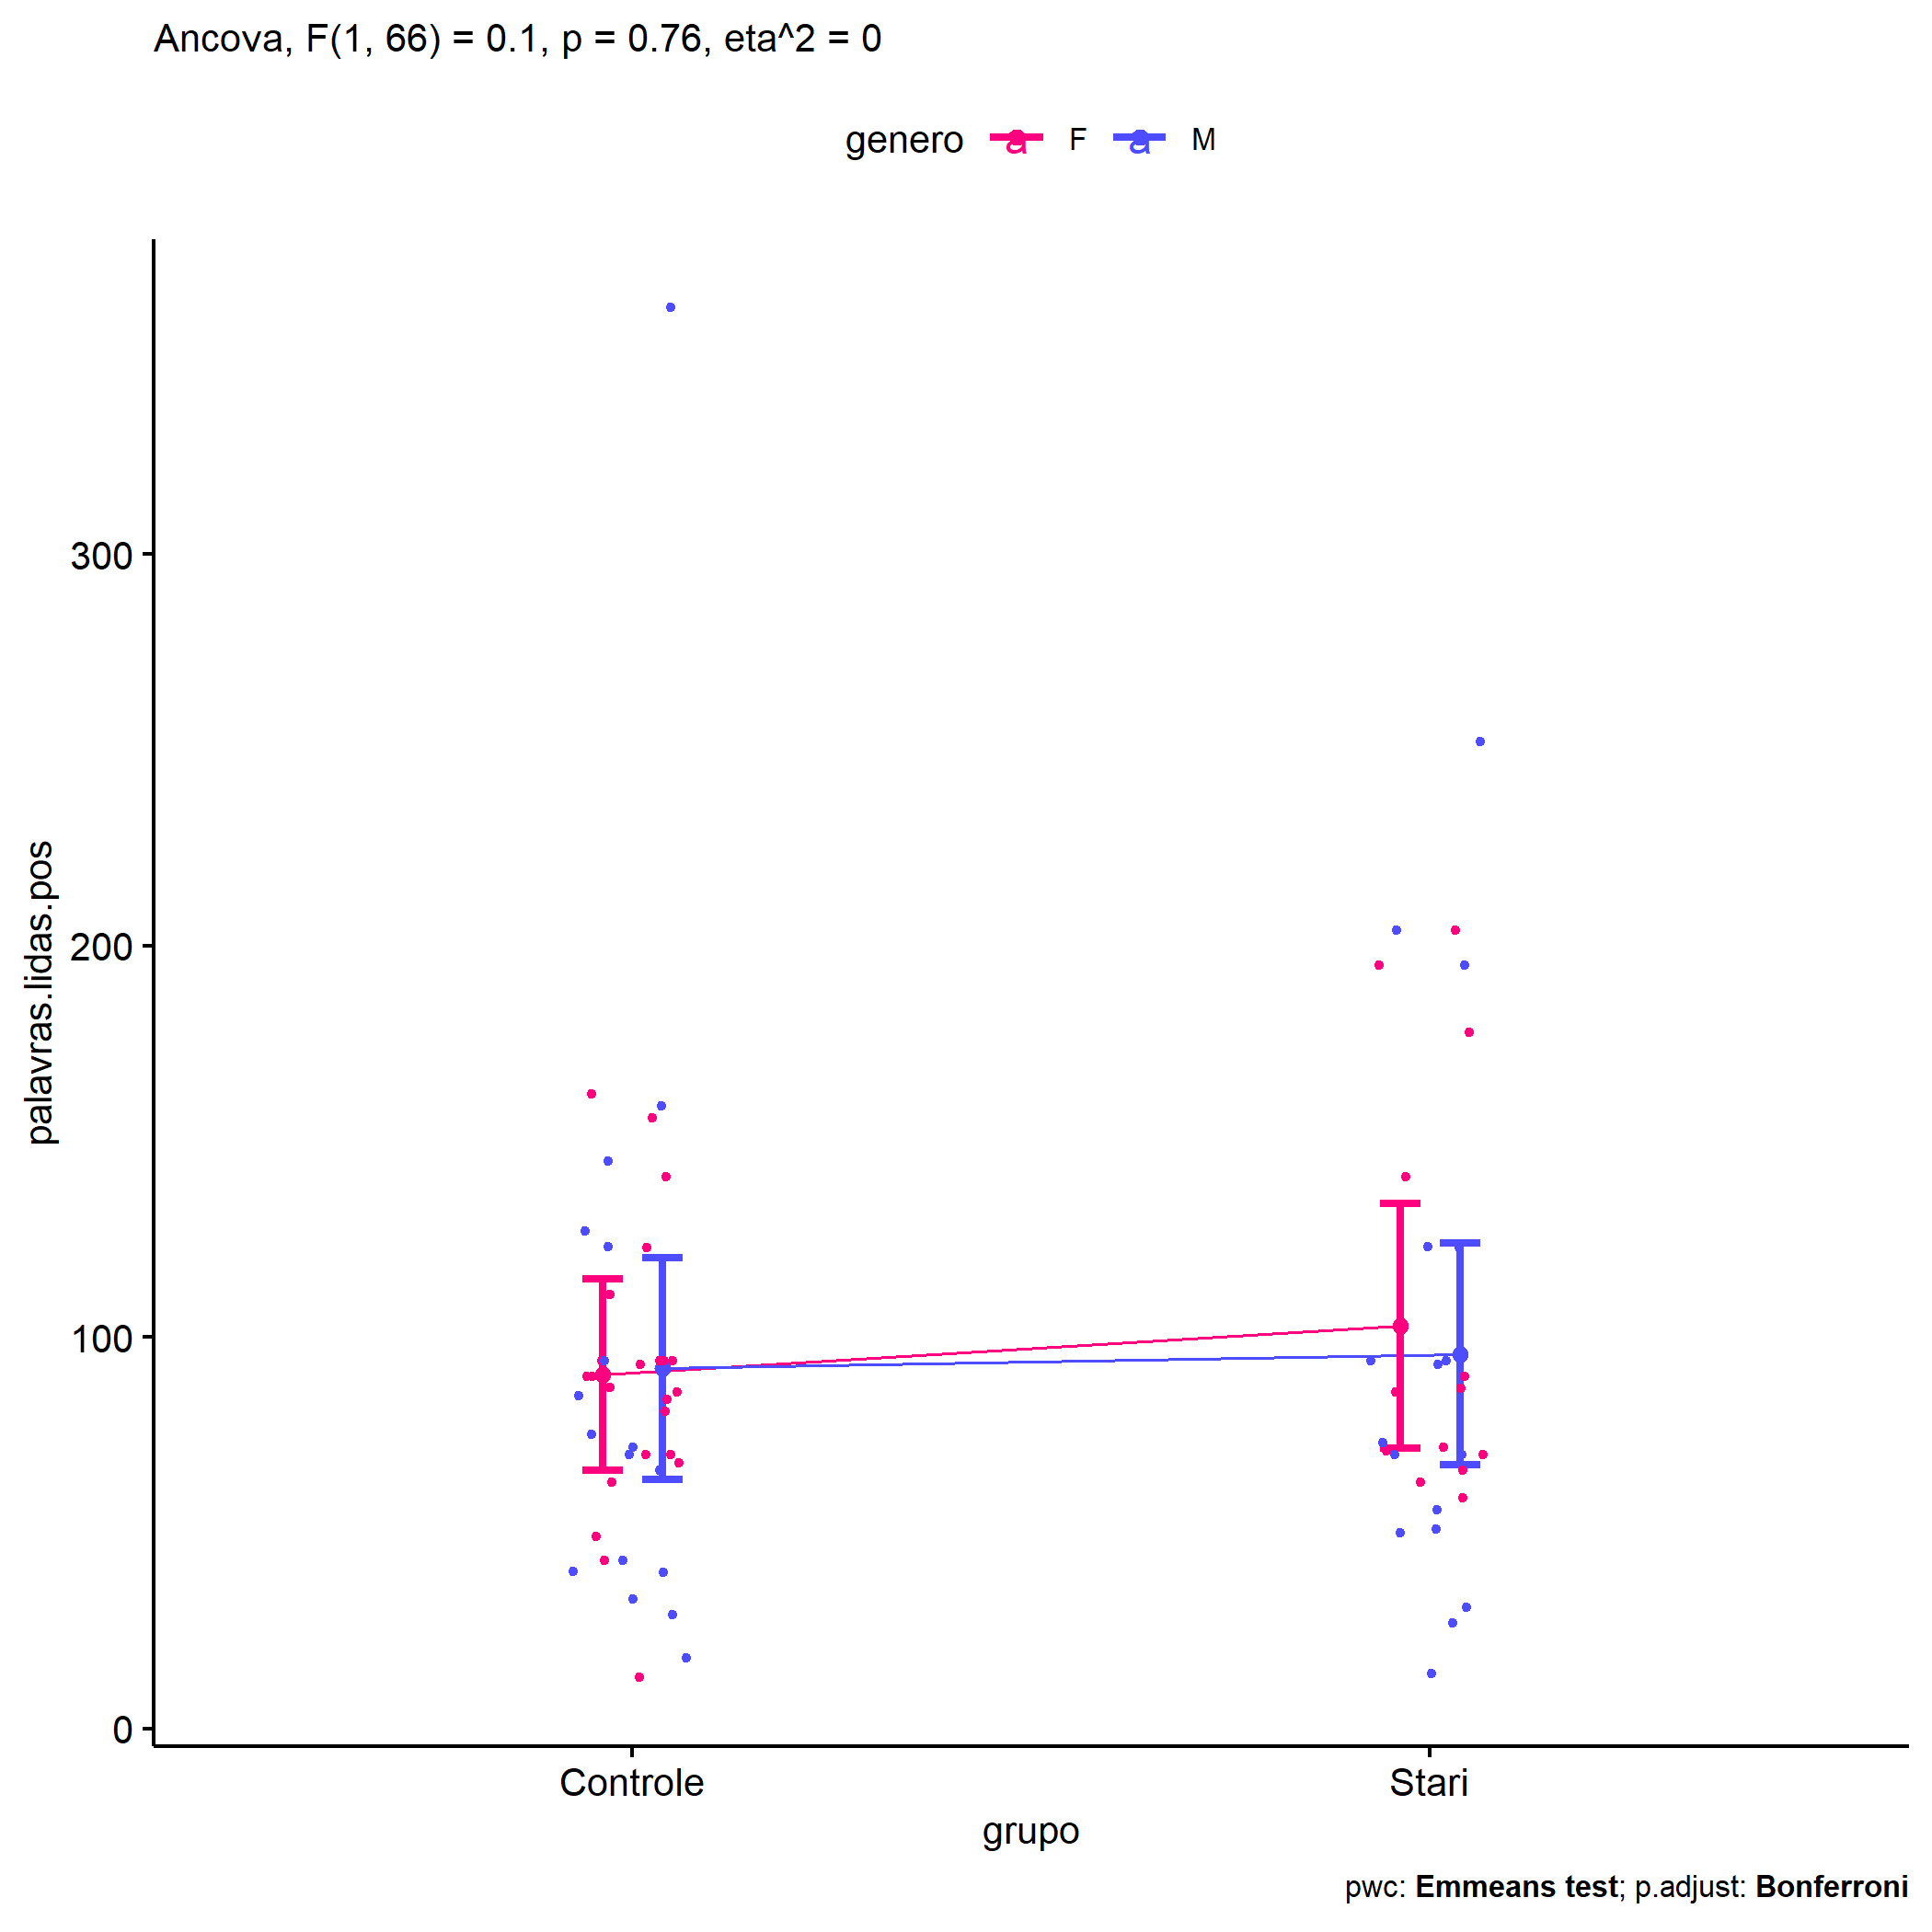 Ancova, F(1, 66) = 0.1, p = 0.76, eta^2 = 0
genero a F a M
palavras.lidas.pos
300
200
100
0
Controle Stari
grupo
pwc: Emmeans test; p.adjust: Bonferroni